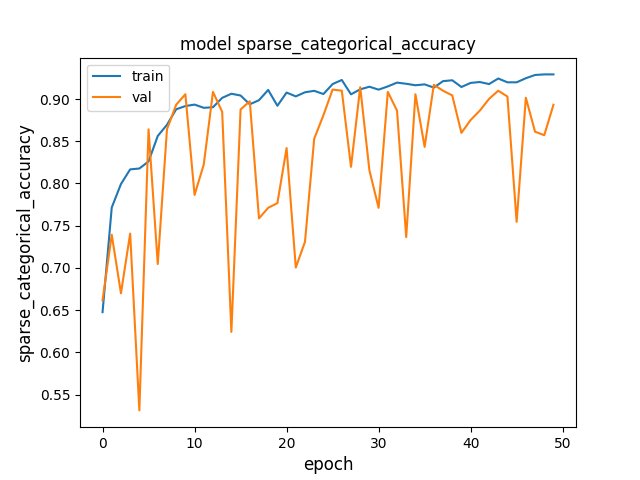 model sparse_categorical_accuracy
train
val
0.90
0.85
0.80
0.75
0.70
0.65
0.60
0.55
sparse_categorical_accuracy
0 10 20 30 40 50
epoch